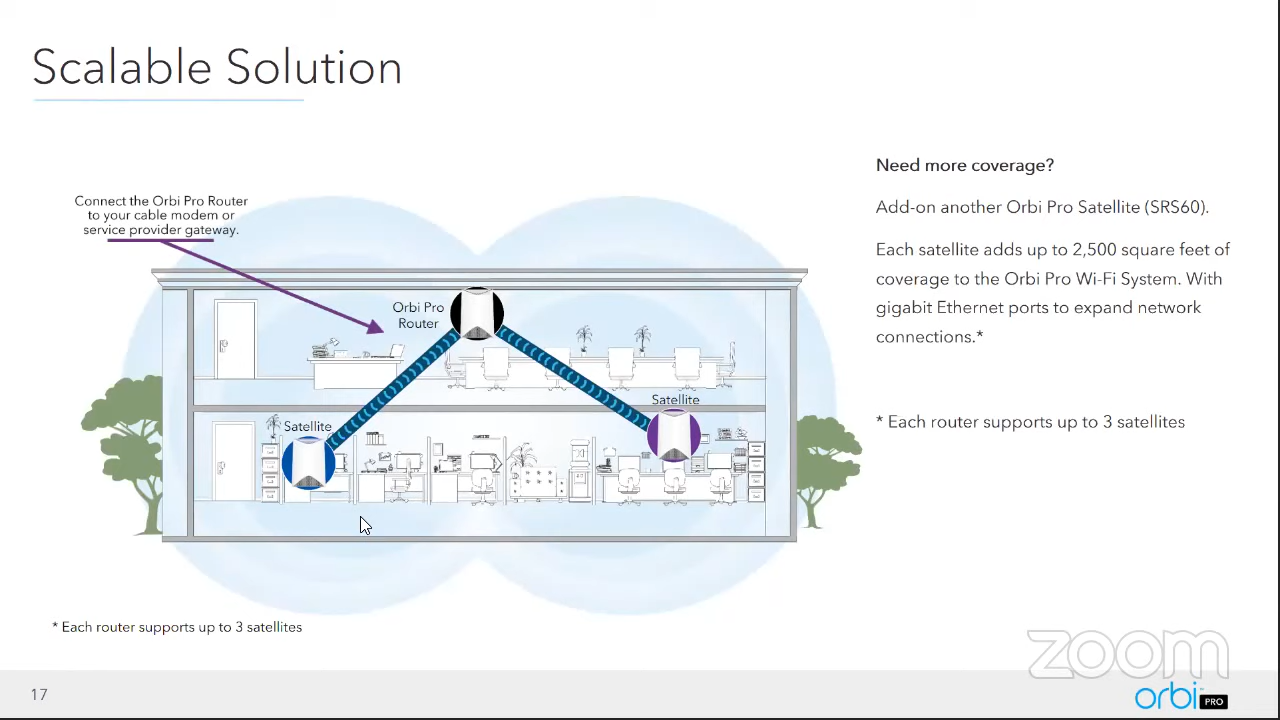 Scalable Solution
Connect the Orbi Pro Router
to your cable modem or
service provider gateway.
Orbi Pro
Router
Satellite
Satellite
Need more coverage?
Add-on another Orbi Pro Satellite (SRS60).
Each satellite adds up to 2,500 square feet of
coverage to the Orbi Pro Wi-Fi System. With
gigabit Ethernet ports to expand network
connections.*
* Each router supports up to 3 satellites
* Each router supports up to 3 satellites
zoom
17
orbi PRO